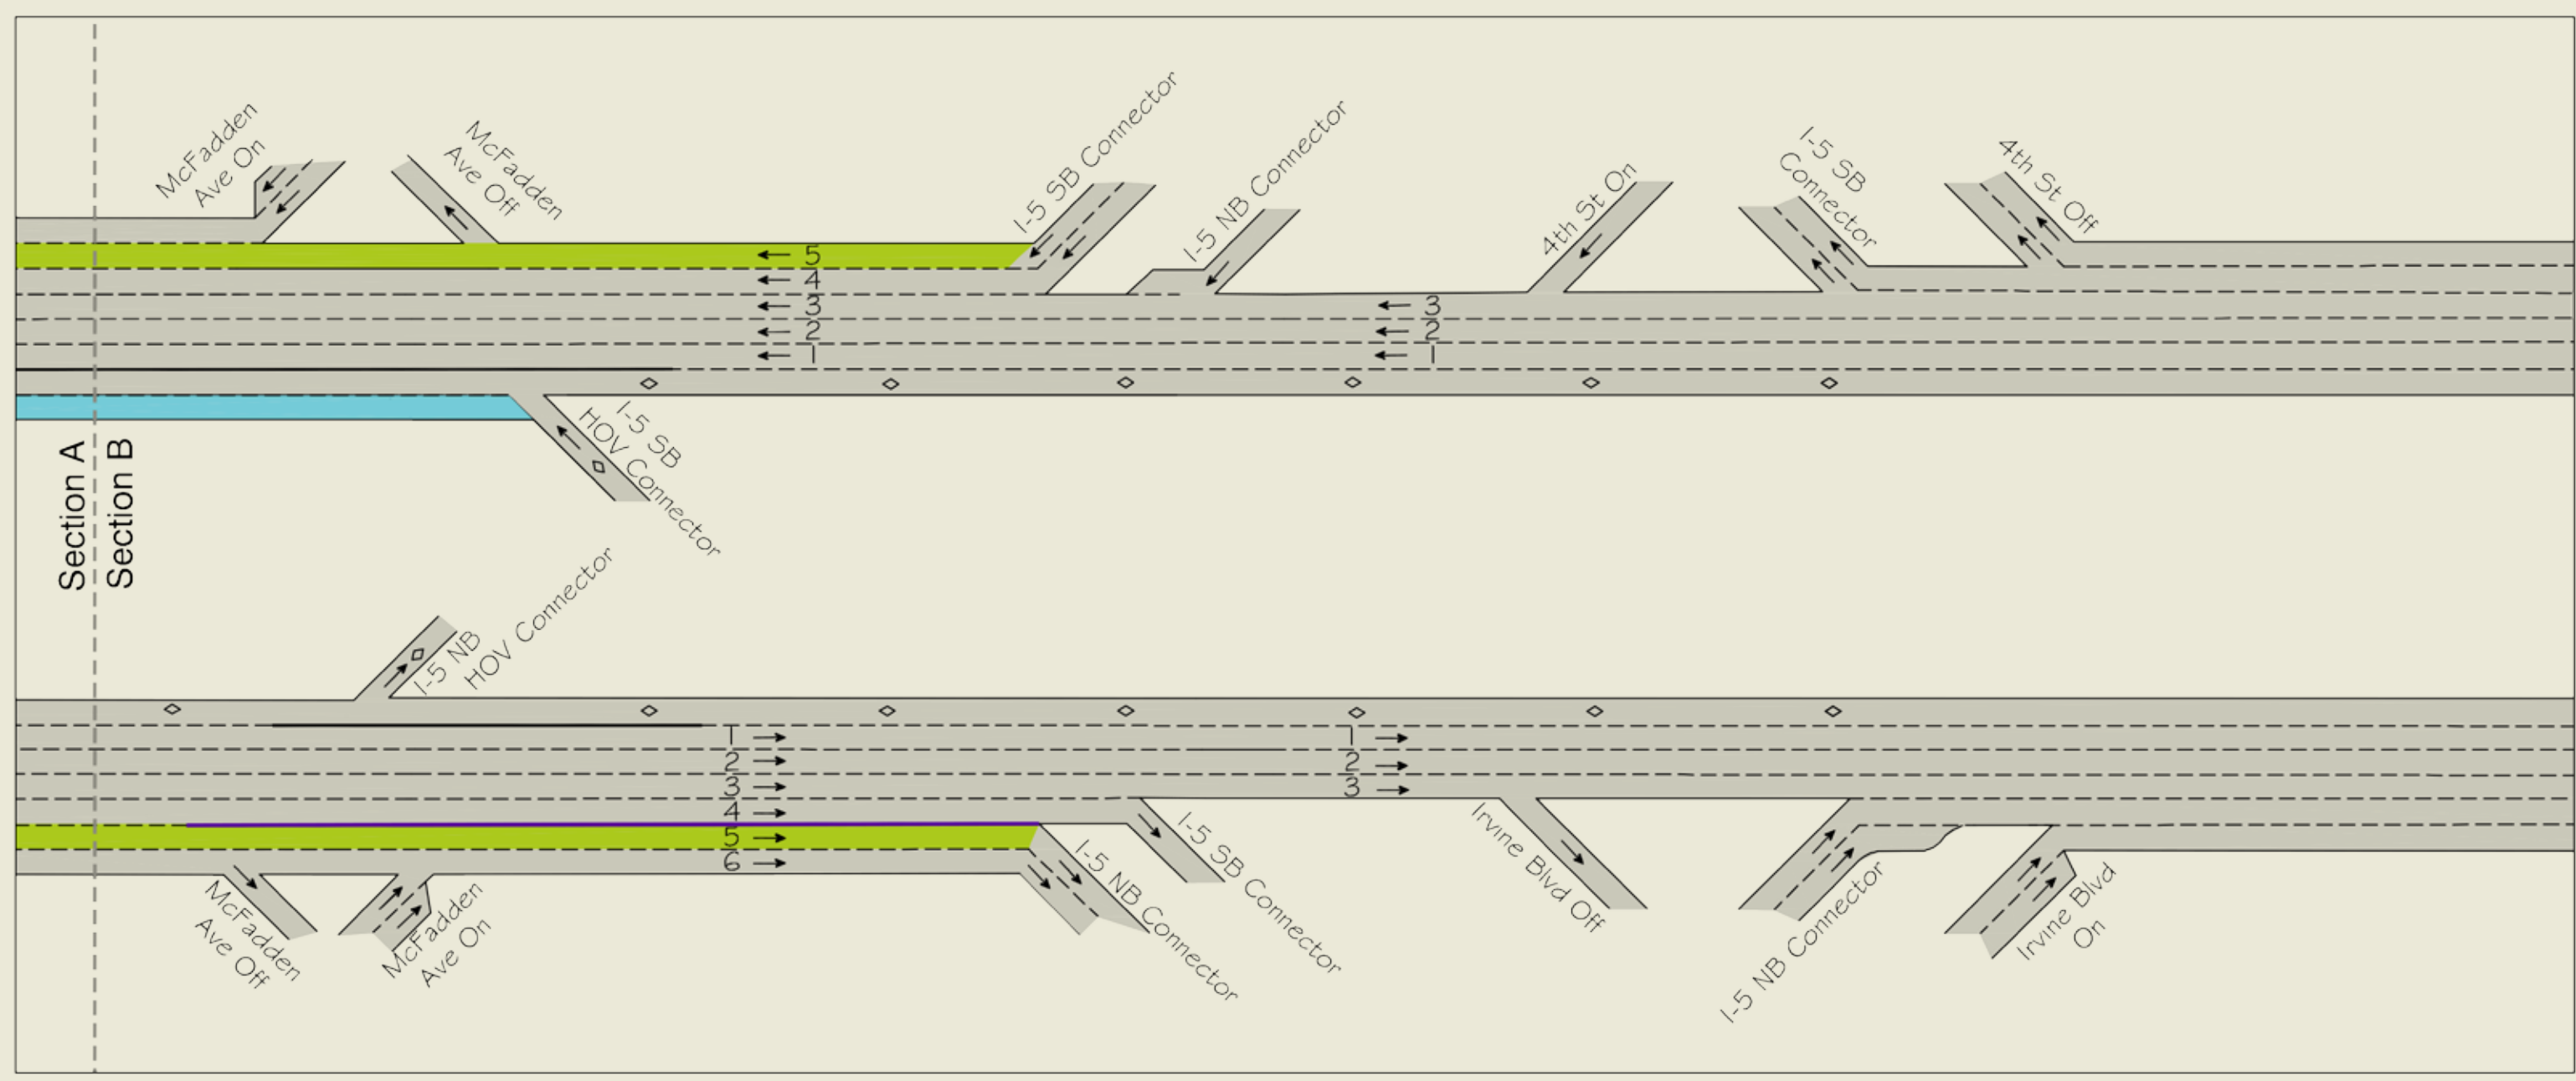 McFadden
Ave On
McFadden
Ave Off
I-5 SB Connector
I-5 NB Connector
4th St On
I-5 SB
Connector
4th St Off
5
4
3
2
1
3
2
1
I-5 SB
HOV Connector
Section A
Section B
I-5 NB
HOV Connector
1
2
3
4
5
6
1
2
3
McFadden
Ave Off
McFadden
Ave On
I-5 NB Connector
I-5 SB Connector
Irvine Blvd Off
I-5 NB Connector
Irvine Blvd
On